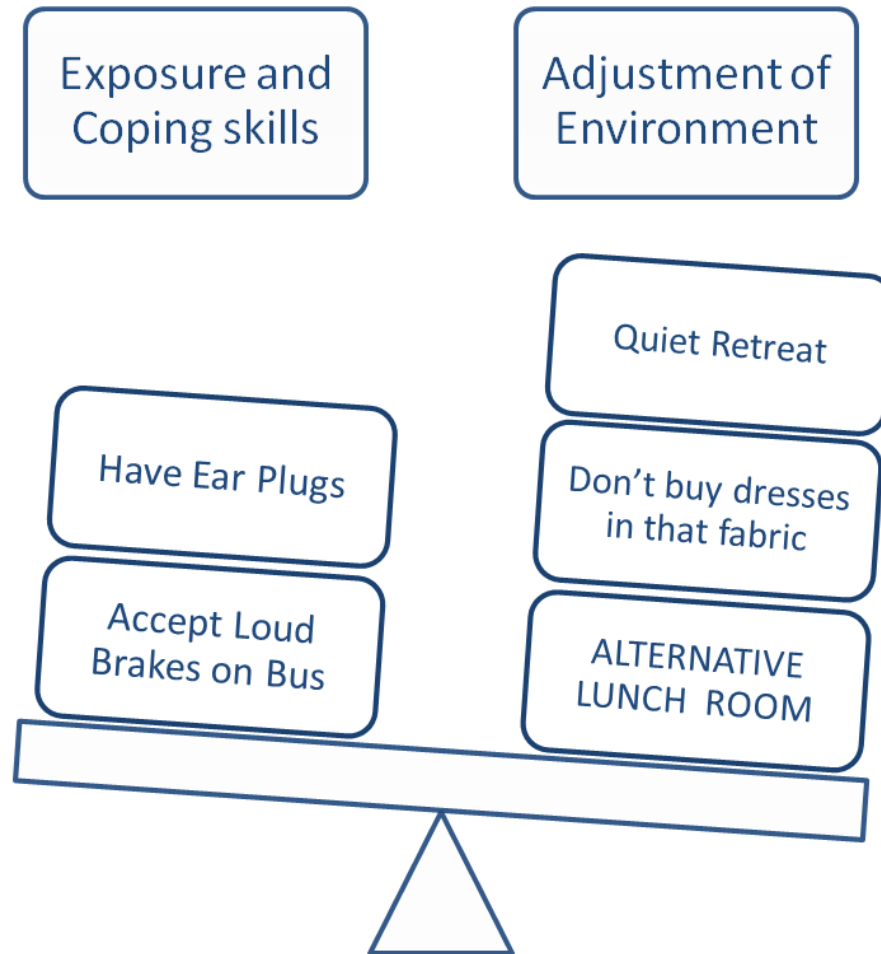 Exposure and
Coping skills
Adjustment of
Environment
Quiet Retreat
Have Ear Plugs
Don’t buy dresses
in that fabric
Accept Loud
Brakes on Bus
ALTERNATIVE
LUNCH ROOM